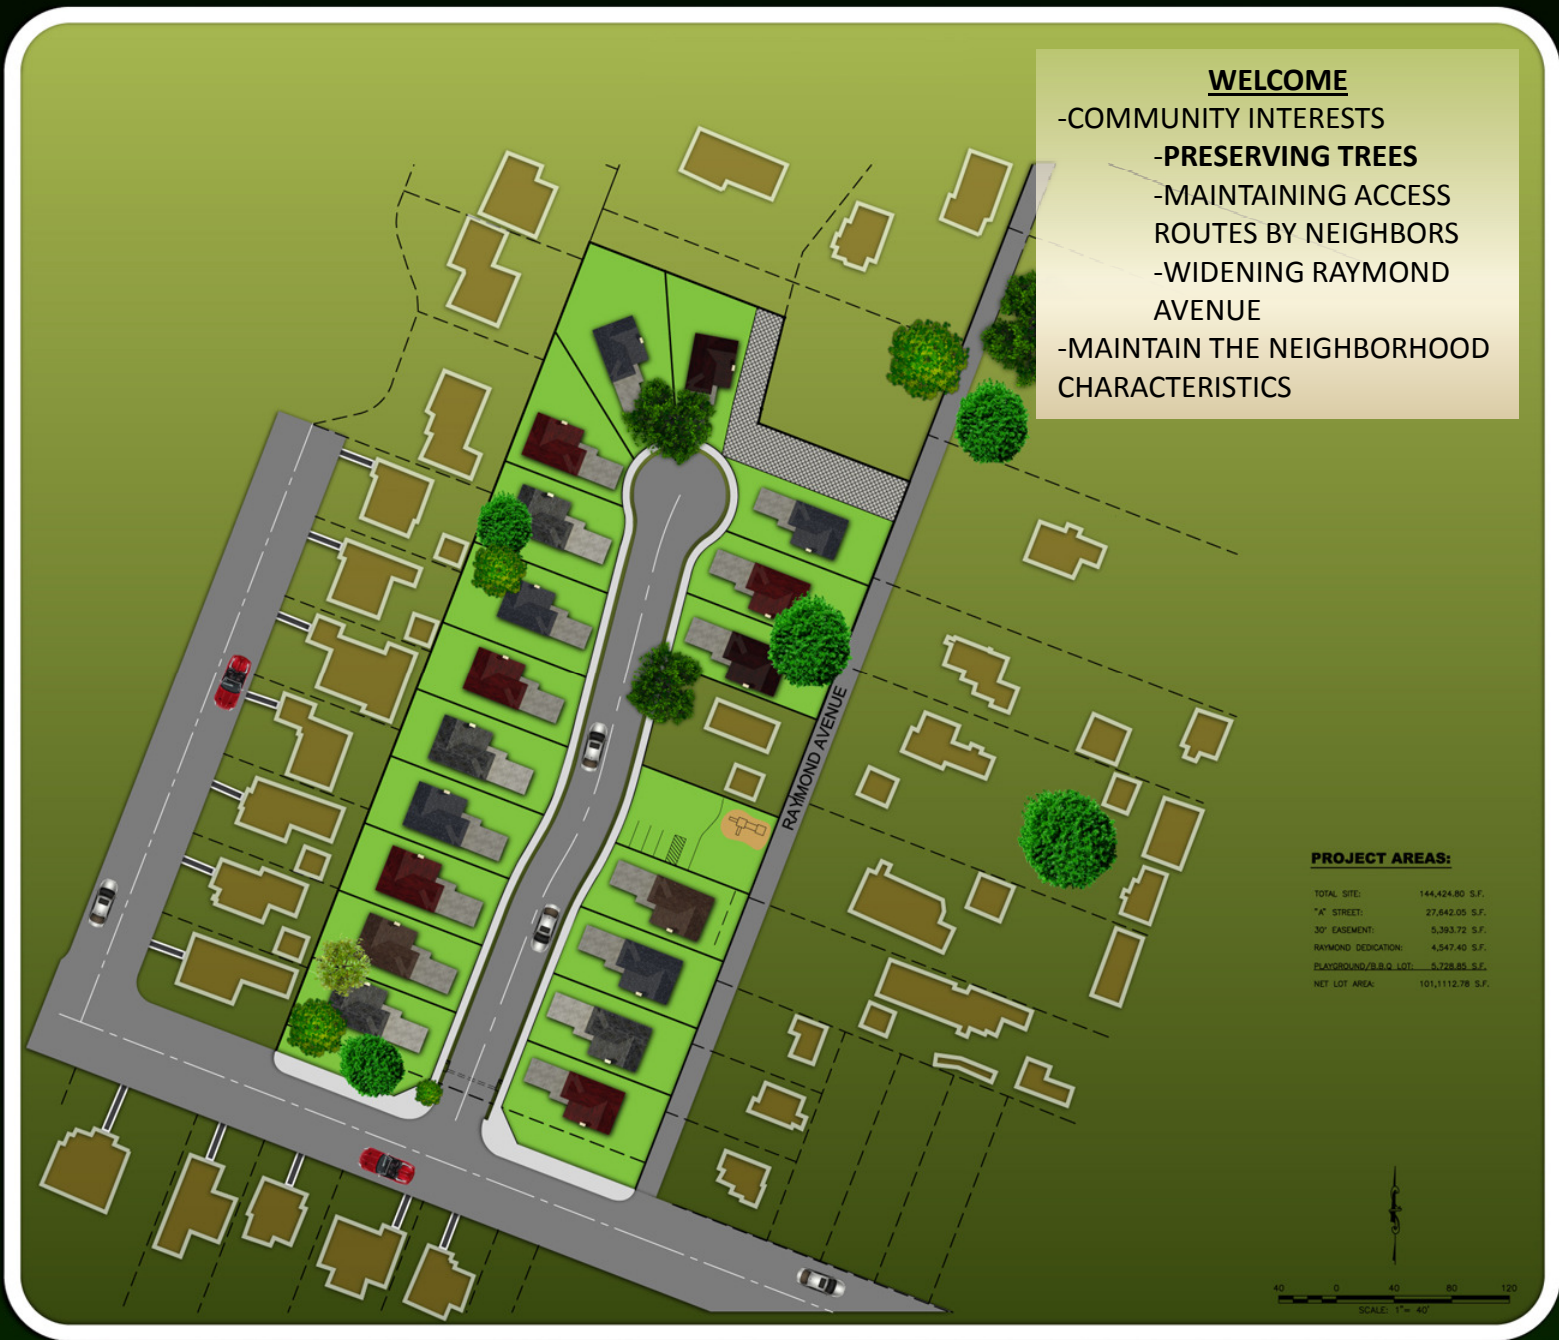 WELCOME
-COMMUNITY INTERESTS
-PRESERVING TREES
-MAINTAINING ACCESS
ROUTES BY NEIGHBORS
-WIDENING RAYMOND
AVENUE
-MAINTAIN THE NEIGHBORHOOD
CHARACTERISTICS
RAYMOND AVENUE
PROJECT AREAS:
TOTAL SITE: 144,424.80 S.F.
"A" STREET: 27,642.05 S.F.
30' EASEMENT: 5,393.72 S.F.
RAYMOND DEDICATION: 4,547.40 S.F.
PLAYGROUND/B.B.Q LOT: 5,728.85 S.F.
NET LOT AREA: 101,1112.78 S.F.
40 0 40 80 120
SCALE: 1"= 40'